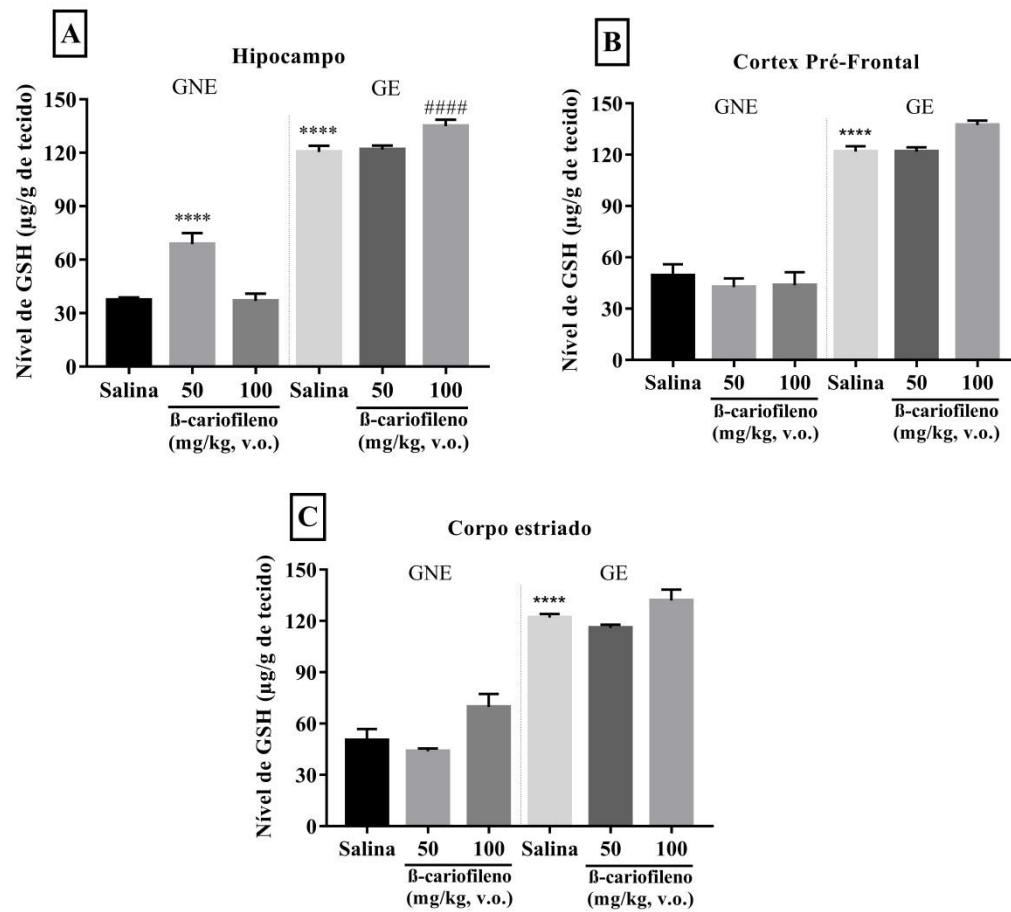 A
Hipocampo
GNE GE
Nível de GSH (µg/g de tecido)
150
120
90
60
30
0
****
****
####
Salina 50 100 Salina 50 100
ß-cariofileno ß-cariofileno
(mg/kg, v.o.) (mg/kg, v.o.)
B
Cortex Pré-Frontal
GNE GE
Nível de GSH (µg/g de tecido)
150
120
90
60
30
0
****
Salina 50 100 Salina 50 100
ß-cariofileno ß-cariofileno
(mg/kg, v.o.) (mg/kg, v.o.)
C
Corpo estriado
GNE GE
Nível de GSH (µg/g de tecido)
150
120
90
60
30
0
****
Salina 50 100 Salina 50 100
ß-cariofileno ß-cariofileno
(mg/kg, v.o.) (mg/kg, v.o.)